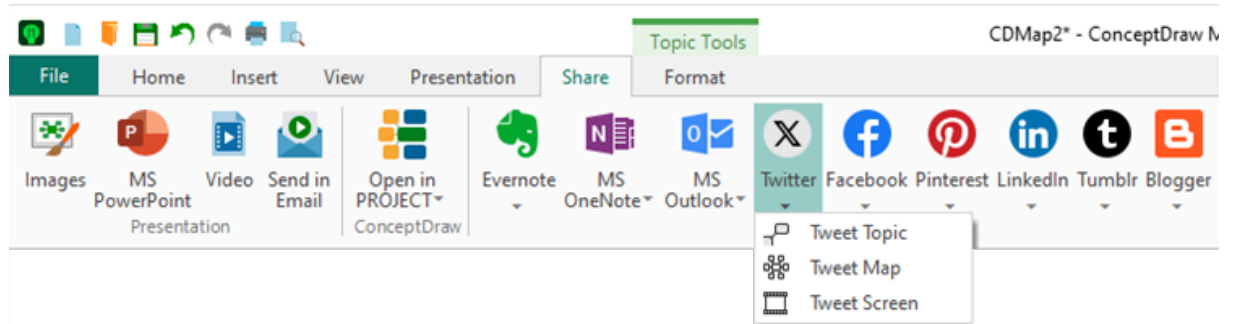 Topic Tools
CDMap2* - ConceptDraw M
File Home Insert View Presentation Share Format
Images MS PowerPoint Video Send in Email Open in PROJECT Evernote MS OneNote MS Outlook Twitter Facebook Pinterest LinkedIn Tumblr Blogger
Presentation ConceptDraw
Tweet Topic
Tweet Map
Tweet Screen